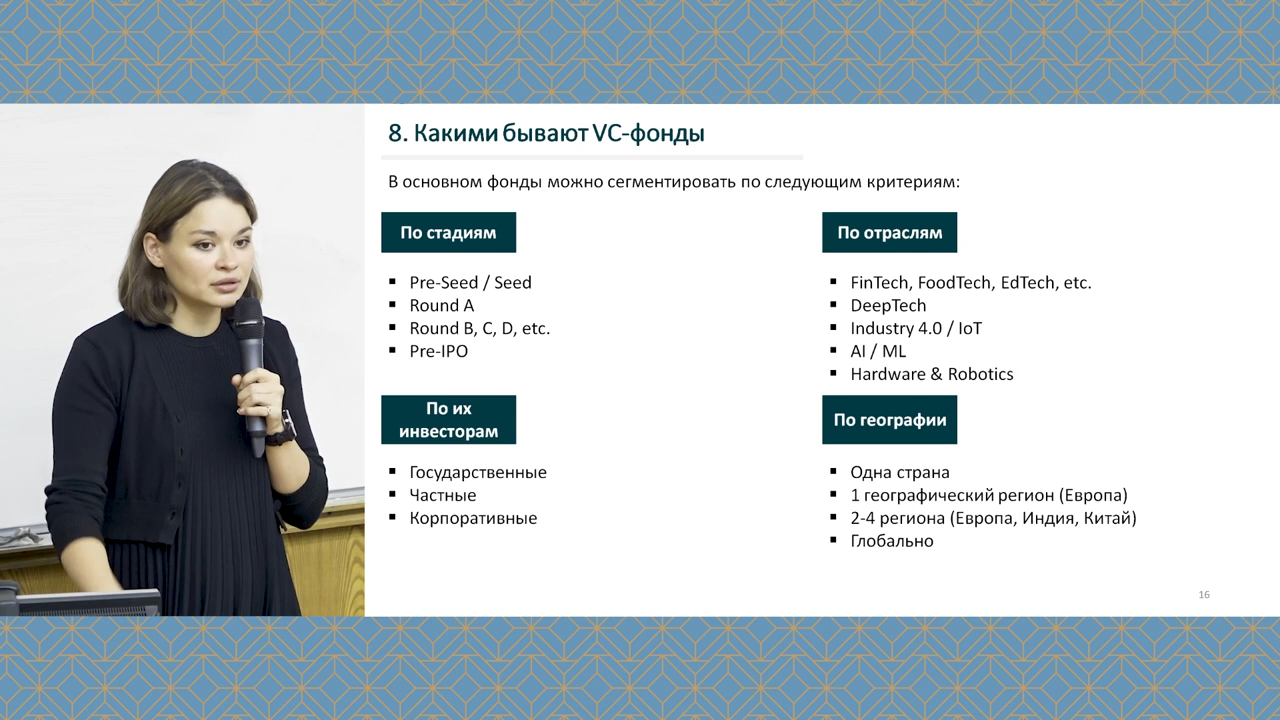 8. Какими бывают VC-фонды
В основном фонды можно сегментировать по следующим критериям:
По стадиям
▪ Pre-Seed / Seed
▪ Round A
▪ Round B, C, D, etc.
▪ Pre-IPO
По отраслям
▪ FinTech, FoodTech, EdTech, etc.
▪ DeepTech
▪ Industry 4.0 / IoT
▪ AI / ML
▪ Hardware & Robotics
По их
инвесторам
▪ Государственные
▪ Частные
▪ Корпоративные
По географии
▪ Одна страна
▪ 1 географический регион (Европа)
▪ 2-4 региона (Европа, Индия, Китай)
▪ Глобально
16